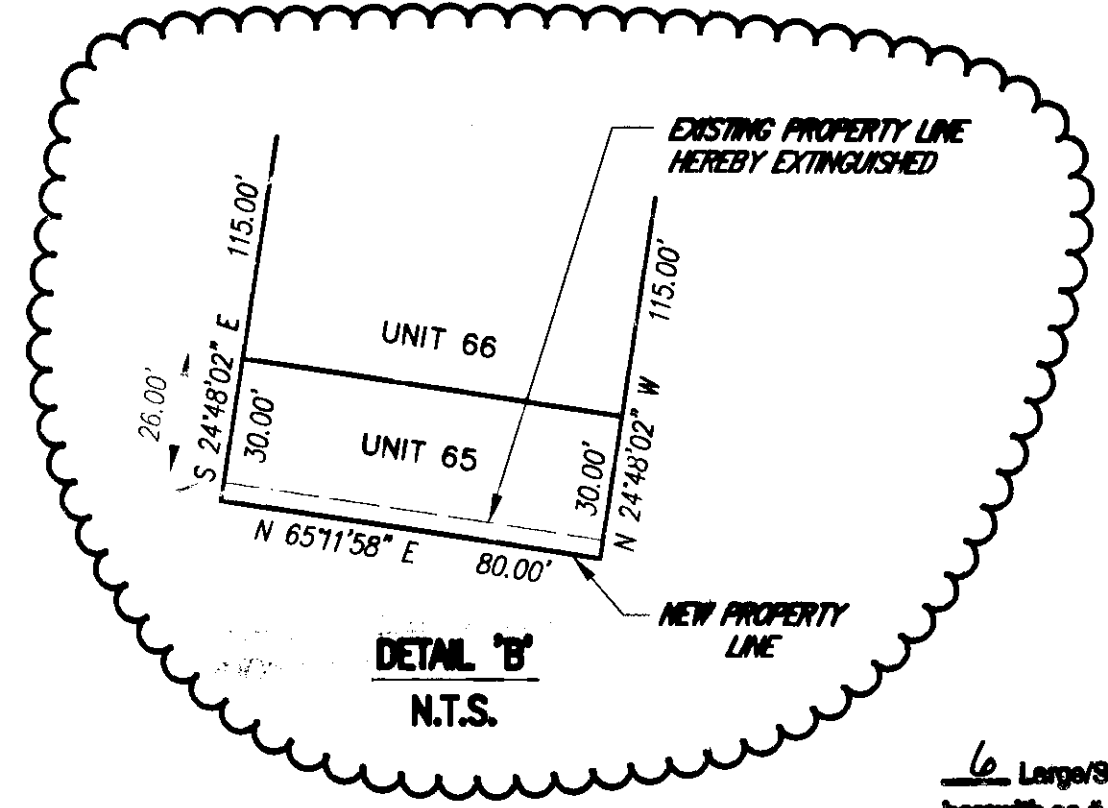 EXISTING PROPERTY LINE
HEREBY EXTINGUISHED
115.00'
115.00'
UNIT 66
26.00'
S 24°48'02" E
30.00'
UNIT 65
30.00'
N 24°48'02" W
N 65°11'58" E
80.00'
NEW PROPERTY
LINE
DETAIL 'B'
N.T.S.
6 Large/S